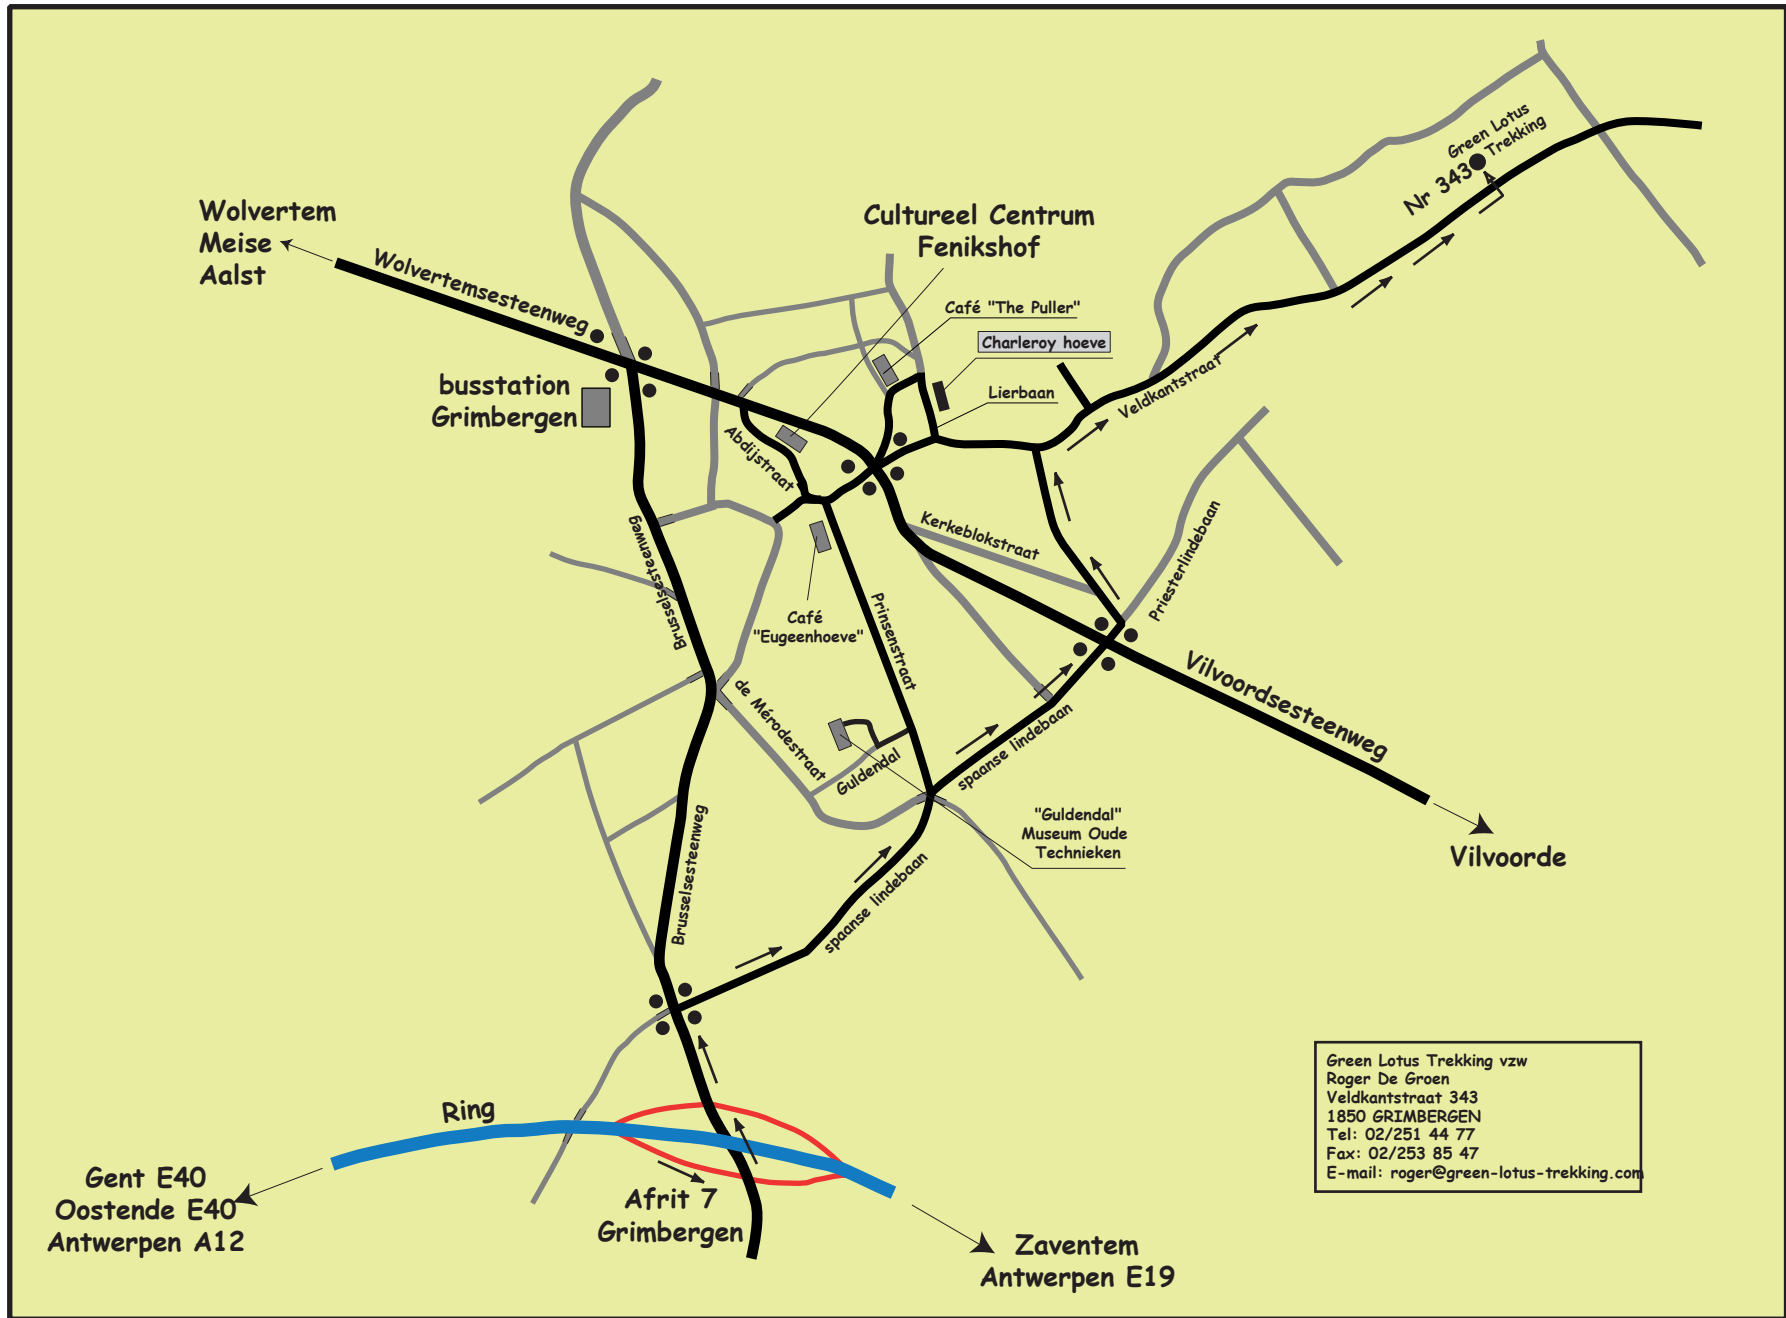 Green Lotus
Trekking
Nr 343
Wolvertem
Meise
Aalst
Wolvertemsesteenweg
Cultureel Centrum
Fenikshof
Café "The Puller"
Charleroy hoeve
Lierbaan
Veldkantstraat
busstation
Grimbergen
Abdijstraat
Brusselsesteenweg
Kerkeblokstraat
Priesterlindebaan
Café
"Eugeenhoeve"
Prinsenstraat
de Mérodestraat
Guldendal
spaanse lindebaan
Vilvoordsesteenweg
"Guldendal"
Museum Oude
Technieken
Vilvoorde
Brusselsesteenweg
spaanse lindebaan
Ring
Gent E40
Oostende E40
Antwerpen A12
Afrit 7
Grimbergen
Zaventem
Antwerpen E19
Green Lotus Trekking vzw
Roger De Groen
Veldkantstraat 343
1850 GRIMBERGEN
Tel: 02/251 44 77
Fax: 02/253 85 47
E-mail: roger@green-lotus-trekking.com